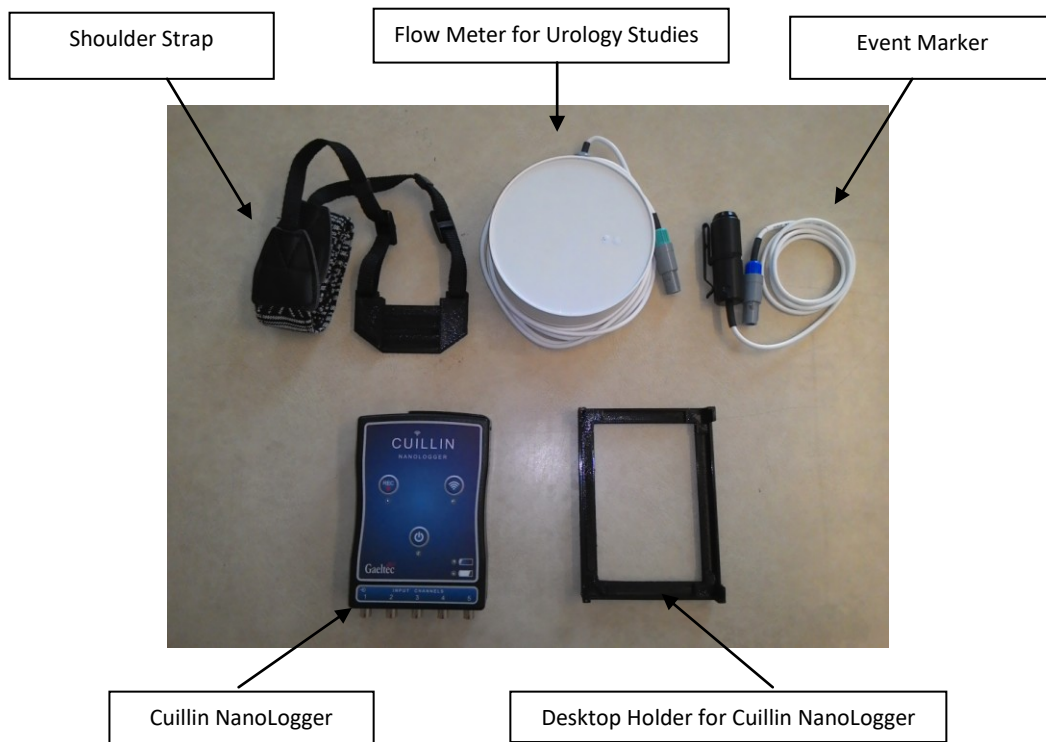 Shoulder Strap
Flow Meter for Urology Studies
Event Marker
CUILLIN
NANOLOGGER
REC
Gaeltec
INPUT CHANNELS
1 2 3 4 5
Cuillin NanoLogger
Desktop Holder for Cuillin NanoLogger